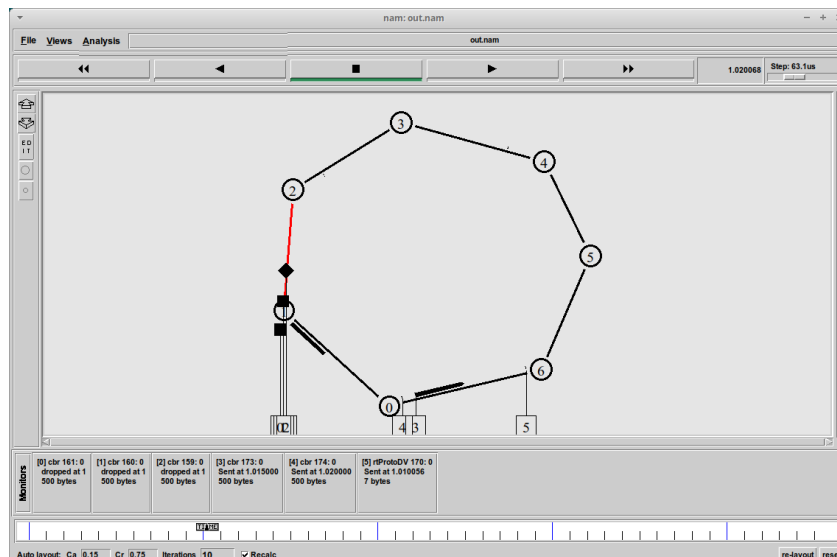 nam: out.nam
File Views Analysis out.nam
1.020068 Step: 63.1us
ED
IT
3
4
2
5
1
6
0
4 3 5
Monitors
[0] cbr 161: 0
dropped at 1
500 bytes
[1] cbr 160: 0
dropped at 1
500 bytes
[2] cbr 159: 0
dropped at 1
500 bytes
[3] cbr 173: 0
Sent at 1.015000
500 bytes
[4] cbr 174: 0
Sent at 1.020000
500 bytes
[5] rtProtoDV 170: 0
Sent at 1.010056
7 bytes
TIME
Auto layout: Ca 0.15 Cr 0.75 Iterations 10 Recalc re-layout